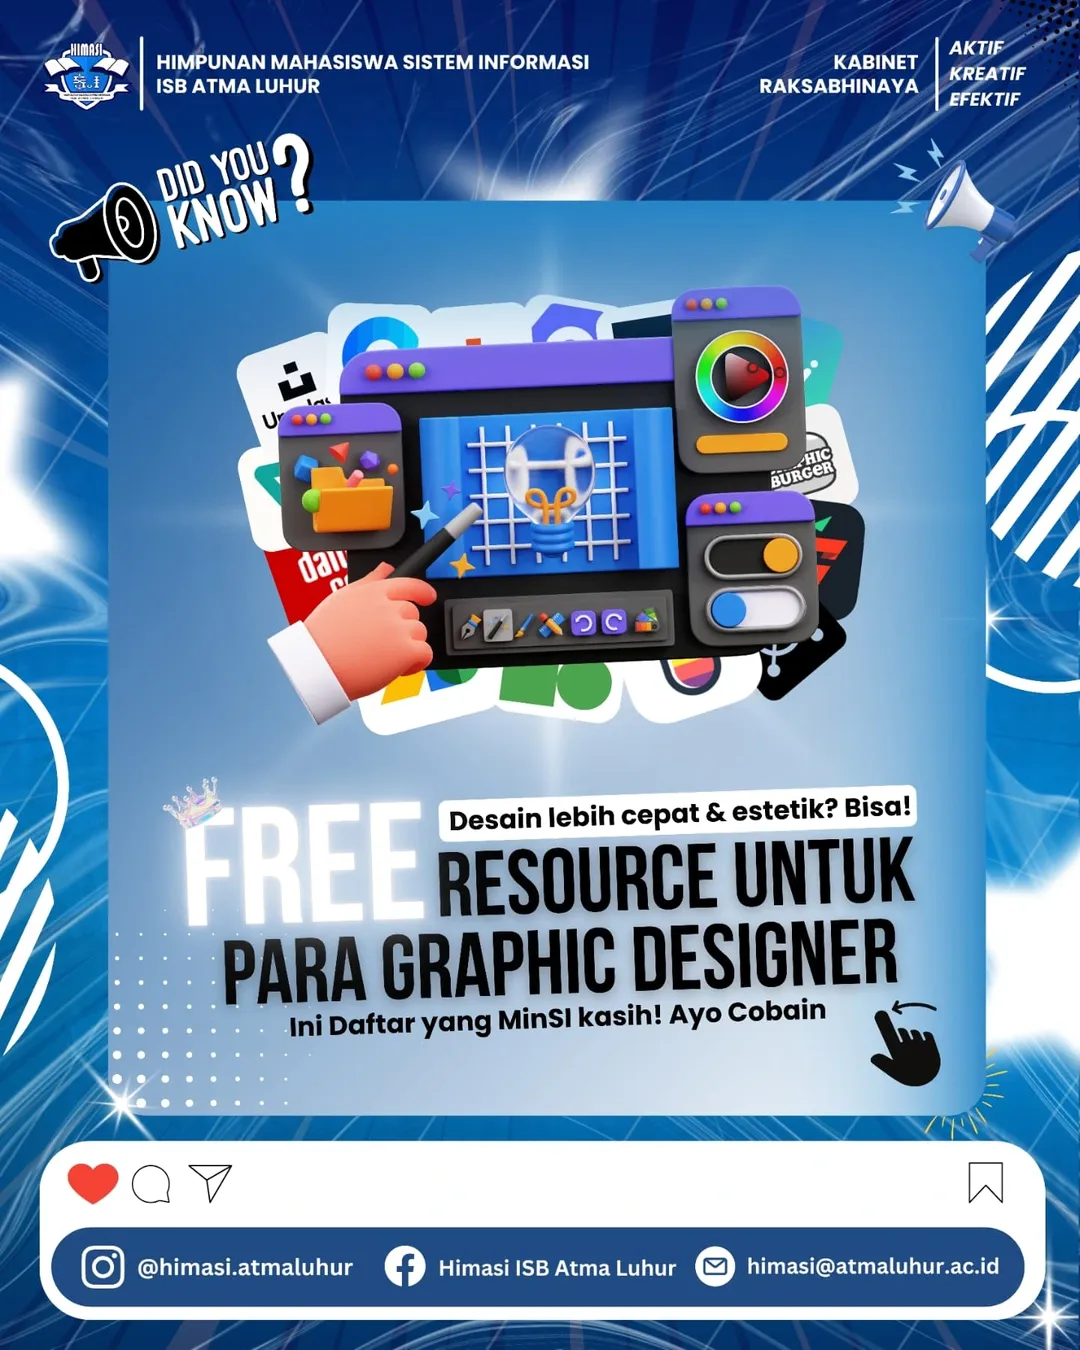 HIMASI
HIMPUNAN MAHASISWA SISTEM INFORMASI
ISB ATMA LUHUR
KABINET
RAKSABHINAYA
AKTIF
KREATIF
EFEKTIF
DID YOU
KNOW?
BURGER
FREE
Desain lebih cepat & estetik? Bisa!
RESOURCE UNTUK
PARA GRAPHIC DESIGNER
Ini Daftar yang MinSI kasih! Ayo Cobain
@himasi.atmaluhur
Himasi ISB Atma Luhur
himasi@atmaluhur.ac.id